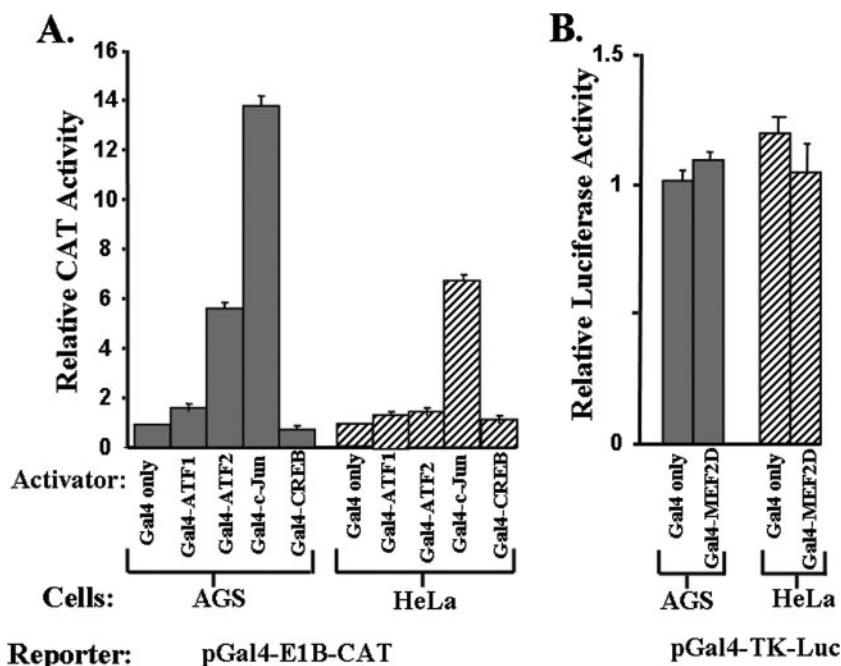 A.
Relative CAT Activity
16
14
12
10
8
6
4
2
0
Activator:
Gal4 only
Gal4-ATF1
Gal4-ATF2
Gal4-c-Jun
Gal4-CREB
Gal4 only
Gal4-ATF1
Gal4-ATF2
Gal4-c-Jun
Gal4-CREB
Cells:
AGS
HeLa
Reporter:
pGal4-E1B-CAT
B.
Relative Luciferase Activity
1.5
1
0
Gal4 only
Gal4-MEF2D
Gal4 only
Gal4-MEF2D
AGS
HeLa
pGal4-TK-Luc